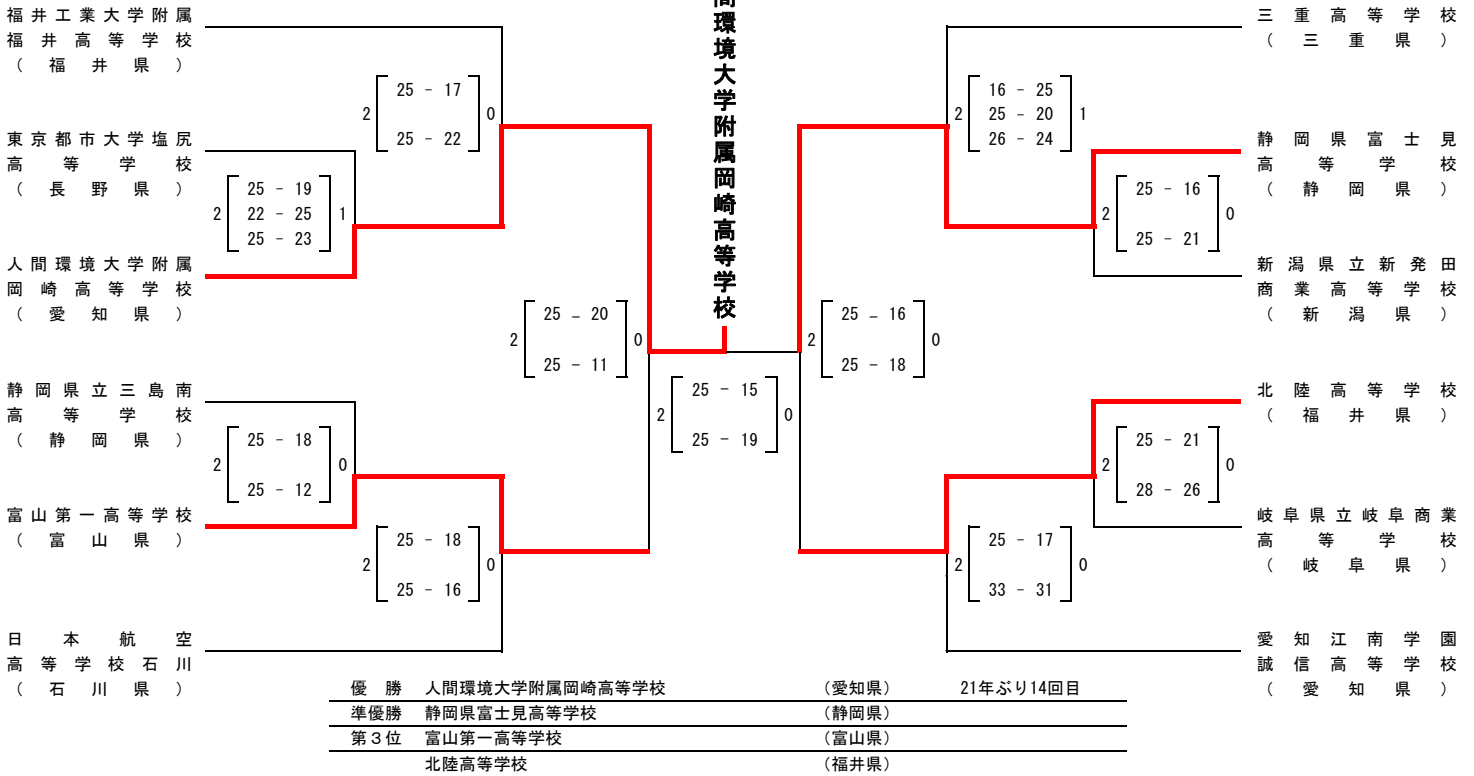 福井工業大学附属
福井高等学校
（福井県）
東京都市大学塩尻
高等学校
（長野県）
人間環境大学附属
岡崎高等学校
（愛知県）
静岡県立三島南
高等学校
（静岡県）
富山第一高等学校
（富山県）
日本航空
高等学校石川
（石川県）
2 25 - 17 0
25 - 22
2 25 - 19 1
22 - 25
25 - 23
2 25 - 20 0
25 - 11
2 25 - 18 0
25 - 12
2 25 - 18 0
25 - 16
間環境大学附属岡崎高等学校
2 25 - 15 0
25 - 19
2 16 - 25 1
25 - 20
26 - 24
2 25 - 16 0
25 - 21
2 25 - 16 0
25 - 18
2 25 - 21 0
28 - 26
2 25 - 17 0
33 - 31
三重高等学校
（三重県）
静岡県富士見
高等学校
（静岡県）
新潟県立新発田
商業高等学校
（新潟県）
北陸高等学校
（福井県）
岐阜県立岐阜商業
高等学校
（岐阜県）
愛知江南学園
誠信高等学校
（愛知県）
優　勝　人間環境大学附属岡崎高等学校　（愛知県）　21年ぶり14回目
準優勝　静岡県富士見高等学校　（静岡県）
第３位　富山第一高等学校　（富山県）
北陸高等学校　（福井県）